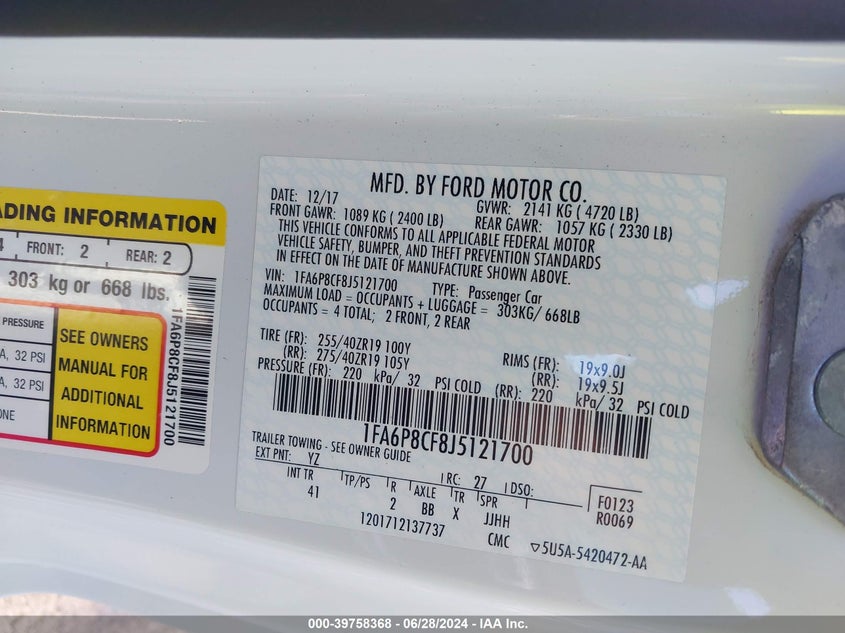 ADING INFORMATION
4 FRONT: 2 REAR: 2
303 kg or 668 lbs.
PRESSURE
A, 32 PSI
A, 32 PSI
ONE
SEE OWNERS
MANUAL FOR
ADDITIONAL
INFORMATION
1FA6P8CF8J5121700
MFD. BY FORD MOTOR CO.
DATE: 12/17 GVWR: 2141 KG ( 4720 LB)
FRONT GAWR: 1089 KG ( 2400 LB) REAR GAWR: 1057 KG ( 2330 LB)
THIS VEHICLE CONFORMS TO ALL APPLICABLE FEDERAL MOTOR
VEHICLE SAFETY, BUMPER, AND THEFT PREVENTION STANDARDS
IN EFFECT ON THE DATE OF MANUFACTURE SHOWN ABOVE.
VIN: 1FA6P8CF8J5121700 TYPE: Passenger Car
MAXIMUM LOAD = OCCUPANTS + LUGGAGE = 303KG/ 668LB
OCCUPANTS = 4 TOTAL; 2 FRONT, 2 REAR
TIRE (FR): 255/40ZR19 100Y RIMS (FR): 19x9.0J
(RR): 275/40ZR19 105Y (RR): 19x9.5J
PRESSURE (FR): 220 kPa/ 32 PSI COLD (RR): 220 kPa/ 32 PSI COLD
1FA6P8CF8J5121700
TRAILER TOWING - SEE OWNER GUIDE
EXT PNT: YZ RC: 27 DSO: F0123
INT TR TP/PS R AXLE TR SPR R0069
41 2 BB X JJHH
1201712137737 CMC ▽5U5A-5420472-AA
000-39758368 - 06/28/2024 - IAA Inc.